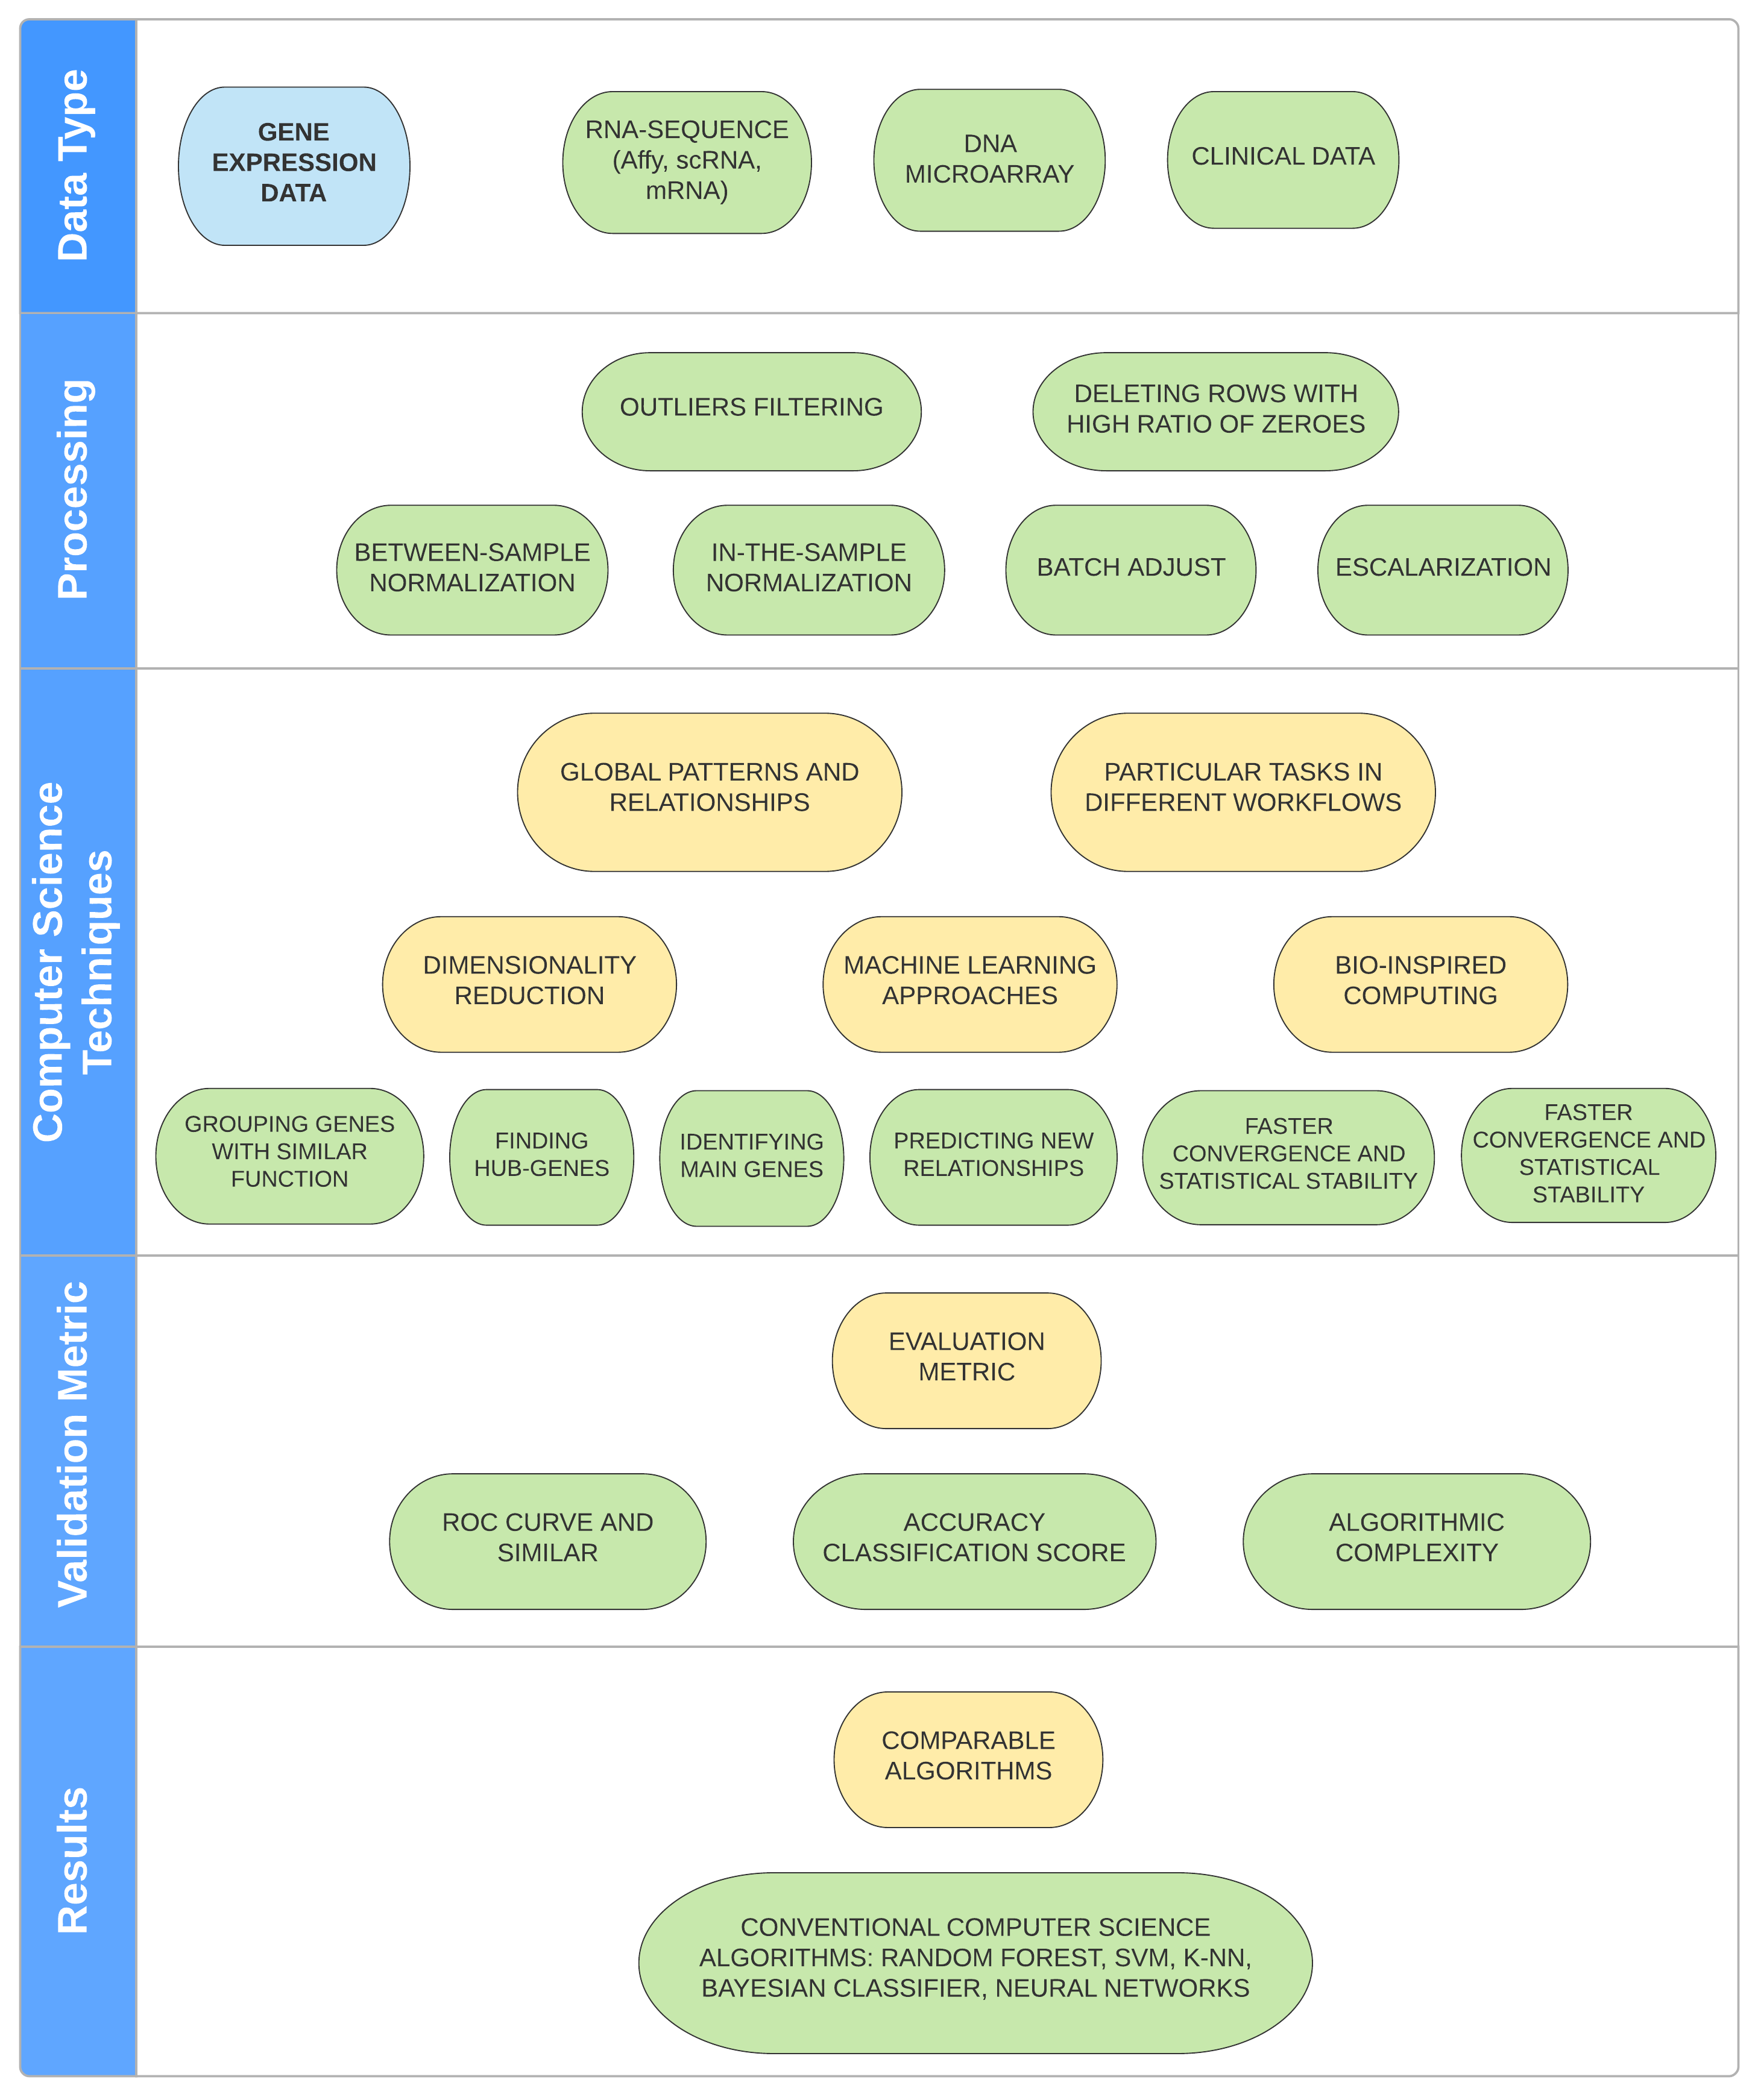 Data Type
GENE
EXPRESSION
DATA
RNA-SEQUENCE
(Affy, scRNA,
mRNA)
DNA
MICROARRAY
CLINICAL DATA
Processing
OUTLIERS FILTERING
DELETING ROWS WITH
HIGH RATIO OF ZEROES
BETWEEN-SAMPLE
NORMALIZATION
IN-THE-SAMPLE
NORMALIZATION
BATCH ADJUST
ESCALARIZATION
Computer Science
Techniques
GLOBAL PATTERNS AND
RELATIONSHIPS
PARTICULAR TASKS IN
DIFFERENT WORKFLOWS
DIMENSIONALITY
REDUCTION
MACHINE LEARNING
APPROACHES
BIO-INSPIRED
COMPUTING
GROUPING GENES
WITH SIMILAR
FUNCTION
FINDING
HUB-GENES
IDENTIFYING
MAIN GENES
PREDICTING NEW
RELATIONSHIPS
FASTER
CONVERGENCE AND
STATISTICAL STABILITY
FASTER
CONVERGENCE AND
STATISTICAL
STABILITY
Validation Metric
EVALUATION
METRIC
ROC CURVE AND
SIMILAR
ACCURACY
CLASSIFICATION SCORE
ALGORITHMIC
COMPLEXITY
Results
COMPARABLE
ALGORITHMS
CONVENTIONAL COMPUTER SCIENCE
ALGORITHMS: RANDOM FOREST, SVM, K-NN,
BAYESIAN CLASSIFIER, NEURAL NETWORKS